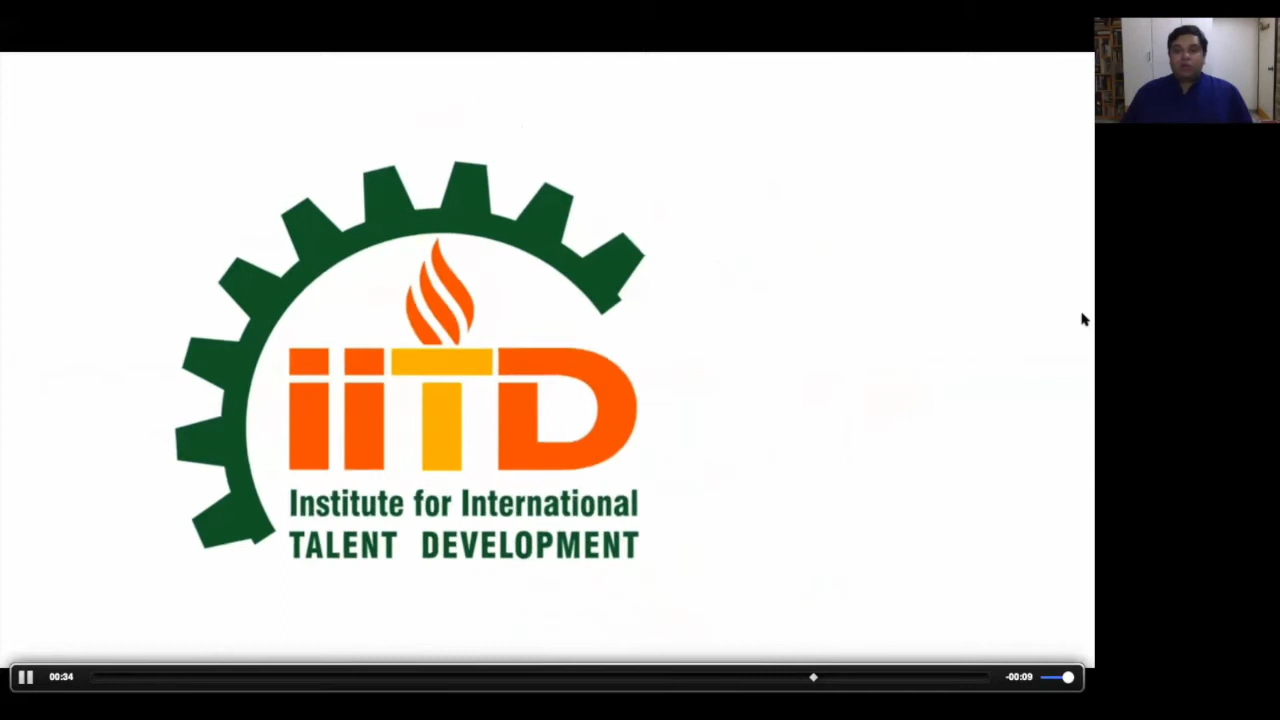 iiTD
Institute for International
TALENT DEVELOPMENT
00:34
-00:09